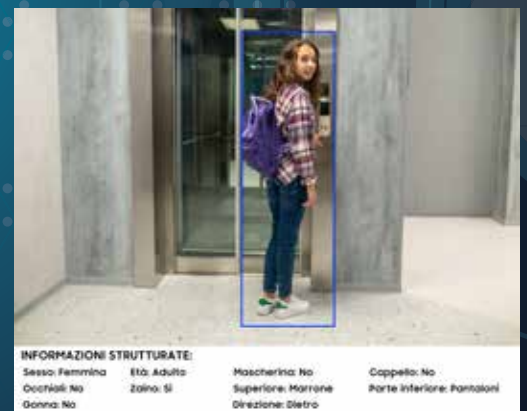 INFORMAZIONI STRUTTURATE:
Sesso: Femmina Età: Adulto Mascherina: No Cappello: No
Occhiali: No Zaino: Sì Superiore: Marrone Parte inferiore: Pantaloni
Gonna: No Direzione: Dietro